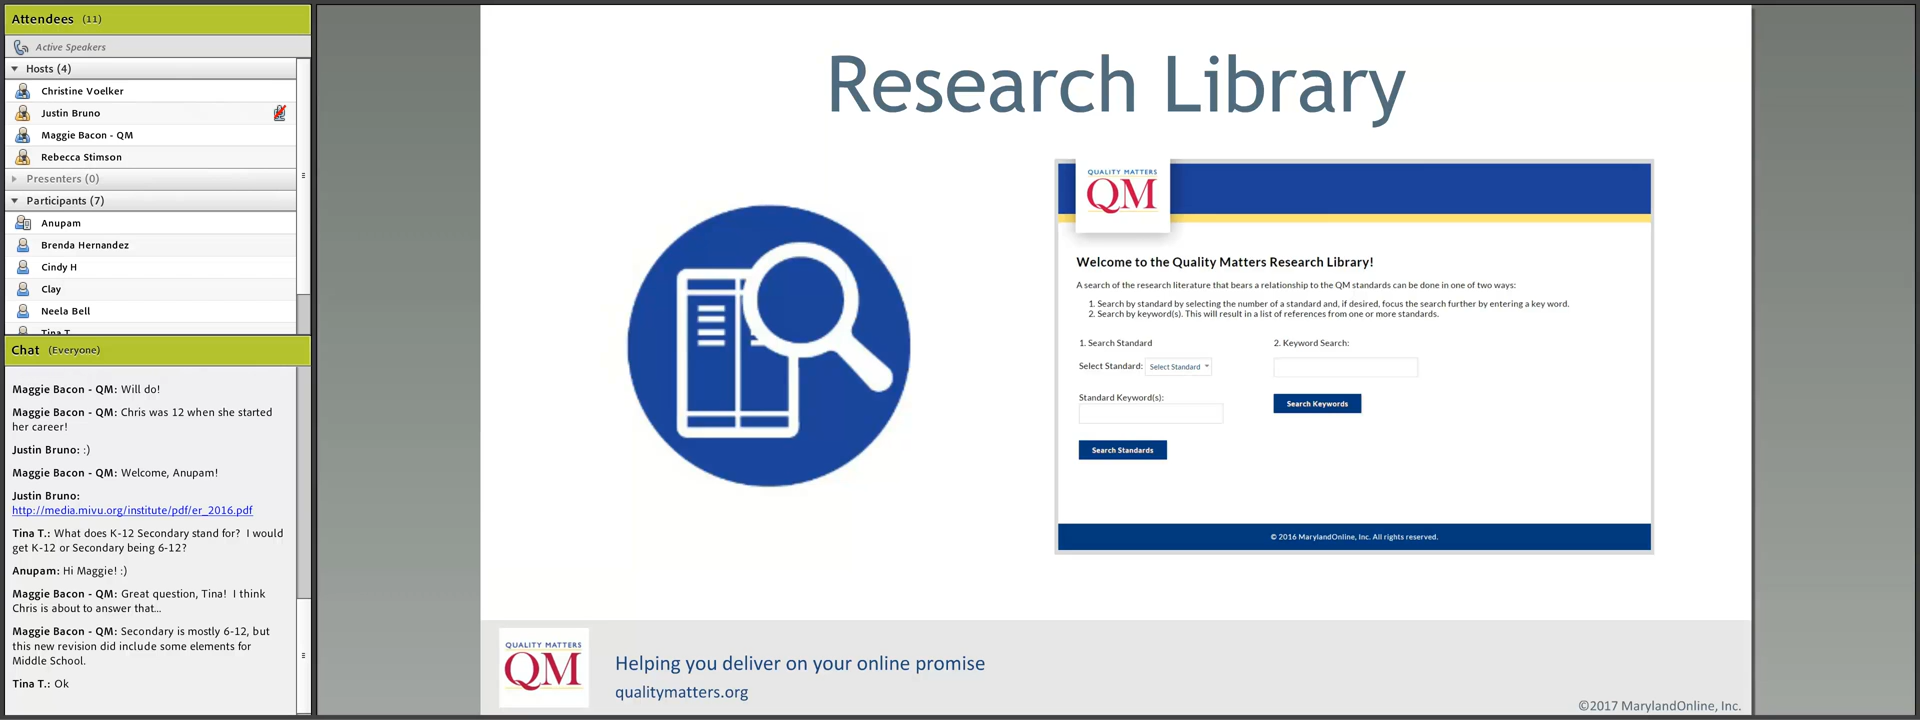 Attendees (11)
Active Speakers
Hosts (4)
Christine Voelker
Justin Bruno
Maggie Bacon - QM
Rebecca Stimson
Presenters (0)
Participants (7)
Anupam
Brenda Hernandez
Cindy H
Clay
Neela Bell
Tina T
Chat (Everyone)
Maggie Bacon - QM: Will do!
Maggie Bacon - QM: Chris was 12 when she started
her career!
Justin Bruno: :)
Maggie Bacon - QM: Welcome, Anupam!
Justin Bruno:
http://media.mivu.org/institute/pdf/er_2016.pdf
Tina T.: What does K-12 Secondary stand for? I would
get K-12 or Secondary being 6-12?
Anupam: Hi Maggie! :)
Maggie Bacon - QM: Great question, Tina! I think
Chris is about to answer that...
Maggie Bacon - QM: Secondary is mostly 6-12, but
this new revision did include some elements for
Middle School.
Tina T.: Ok
Research Library
QUALITY MATTERS
QM
Welcome to the Quality Matters Research Library!
A search of the research literature that bears a relationship to the QM standards can be done in one of two ways:
1. Search by standard by selecting the number of a standard and, if desired, focus the search further by entering a key word.
2. Search by keyword(s). This will result in a list of references from one or more standards.
1. Search Standard
Select Standard: Select Standard
Standard Keyword(s):
Search Standards
2. Keyword Search:
Search Keywords
© 2016 MarylandOnline, Inc. All rights reserved.
QUALITY MATTERS
QM
Helping you deliver on your online promise
qualitymatters.org
©2017 MarylandOnline, Inc.